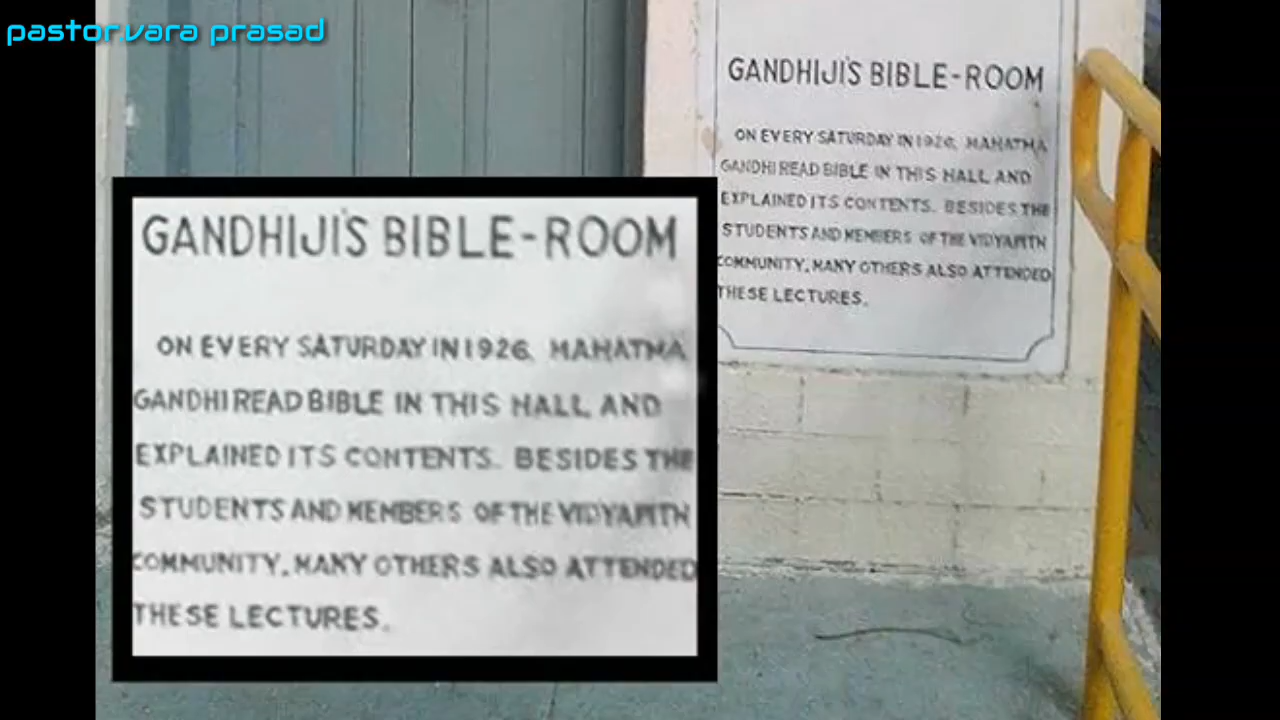 pastor.vara prasad
GANDHIJI'S BIBLE-ROOM
ON EVERY SATURDAY IN 1926, MAHATMA
GANDHI READ BIBLE IN THIS HALL AND
EXPLAINED ITS CONTENTS. BESIDES THE
STUDENTS AND MEMBERS OF THE VIDYAPITH
COMMUNITY, MANY OTHERS ALSO ATTENDED
THESE LECTURES.
GANDHIJI'S BIBLE-ROOM
ON EVERY SATURDAY IN 1926, MAHATMA
GANDHI READ BIBLE IN THIS HALL AND
EXPLAINED ITS CONTENTS. BESIDES THE
STUDENTS AND MEMBERS OF THE VIDYAPITH
COMMUNITY, MANY OTHERS ALSO ATTENDED
THESE LECTURES.